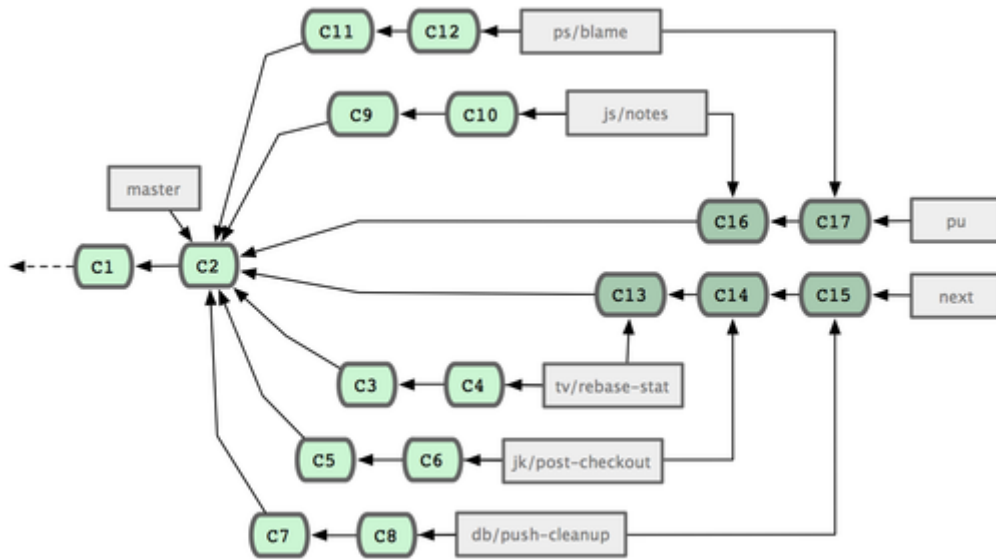 C11
C12
ps/blame
C9
C10
js/notes
master
C16
C17
pu
C1
C2
C13
C14
C15
next
C3
C4
tv/rebase-stat
C5
C6
jk/post-checkout
C7
C8
db/push-cleanup